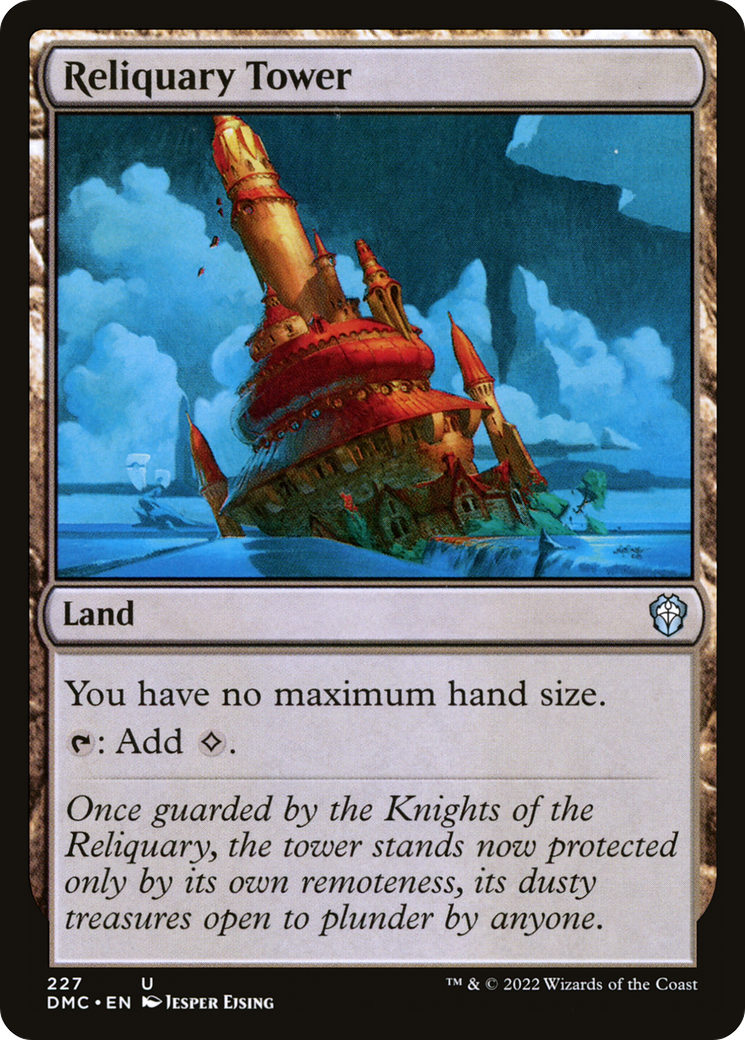 Reliquary Tower
Land
You have no maximum hand size.
: Add .
Once guarded by the Knights of the
Reliquary, the tower stands now protected
only by its own remoteness, its dusty
treasures open to plunder by anyone.
227 U
DMC • EN Jesper Ejsing
™ & © 2022 Wizards of the Coast